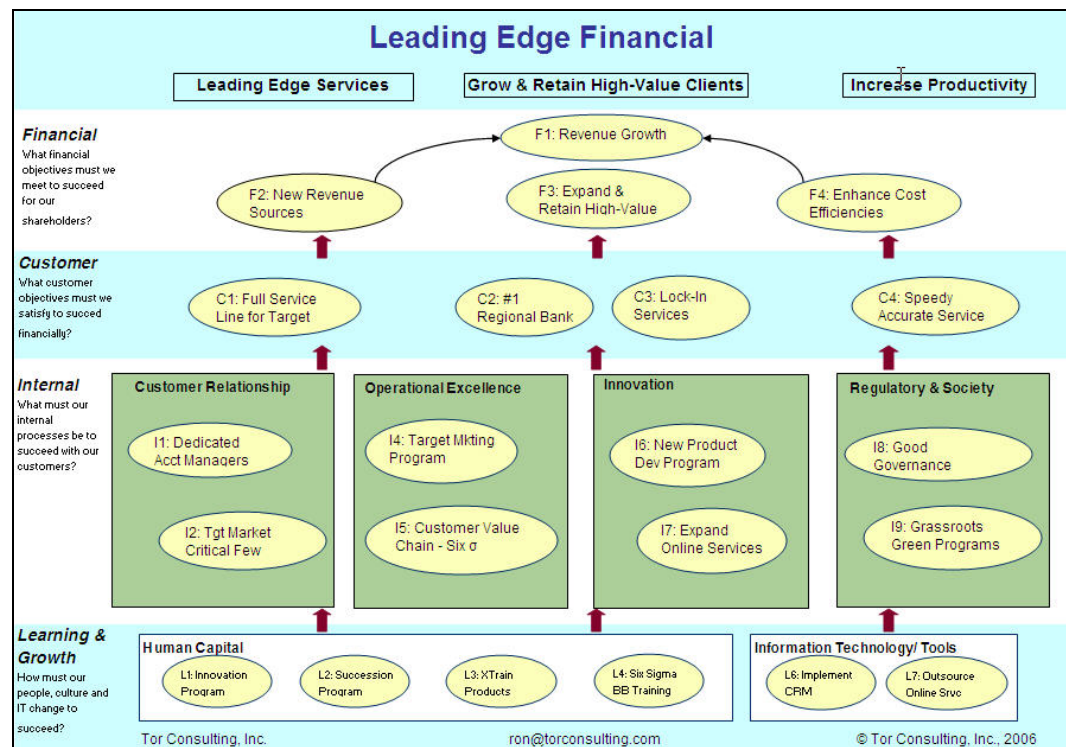 Leading Edge Financial
Leading Edge Services
Grow & Retain High-Value Clients
Increase Productivity
Financial
What financial
objectives must we
meet to succeed
for our
shareholders?
F1: Revenue Growth
F2: New Revenue
Sources
F3: Expand &
Retain High-Value
F4: Enhance Cost
Efficiencies
Customer
What customer
objectives must we
satisfy to succed
financially?
C1: Full Service
Line for Target
C2: #1
Regional Bank
C3: Lock-In
Services
C4: Speedy
Accurate Service
Internal
What must our
internal
processes be to
succeed with our
customers?
Customer Relationship
I1: Dedicated
Acct Managers
I2: Tgt Market
Critical Few
Operational Excellence
I4: Target Mkting
Program
I5: Customer Value
Chain - Six σ
Innovation
I6: New Product
Dev Program
I7: Expand
Online Services
Regulatory & Society
I8: Good
Governance
I9: Grassroots
Green Programs
Learning &
Growth
How must our
people, culture and
IT change to
succeed?
Human Capital
L1: Innovation
Program
L2: Succession
Program
L3: XTrain
Products
L4: Six Sigma
BB Training
Information Technology/ Tools
L6: Implement
CRM
L7: Outsource
Online Srvc
Tor Consulting, Inc.
ron@torconsulting.com
© Tor Consulting, Inc., 2006